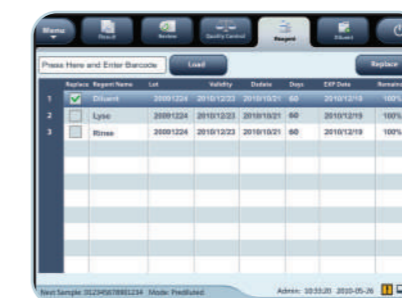 Menu Result Review Quality Control Reagent Diluent
Press Here and Enter Barcode Load Replace
Replace Regent Name Lot Validity Dodate Days EXP.Date Remaind
1 Diluent 20091224 2010/12/23 2010/10/21 60 2010/12/19 100%
2 Lyse 20091224 2010/12/23 2010/10/21 60 2010/12/19 100%
3 Rinse 20091224 2010/12/23 2010/10/21 60 2010/12/19 100%
Next Sample: Mode: Prediluted Admin: 10:33:20 2010-05-26